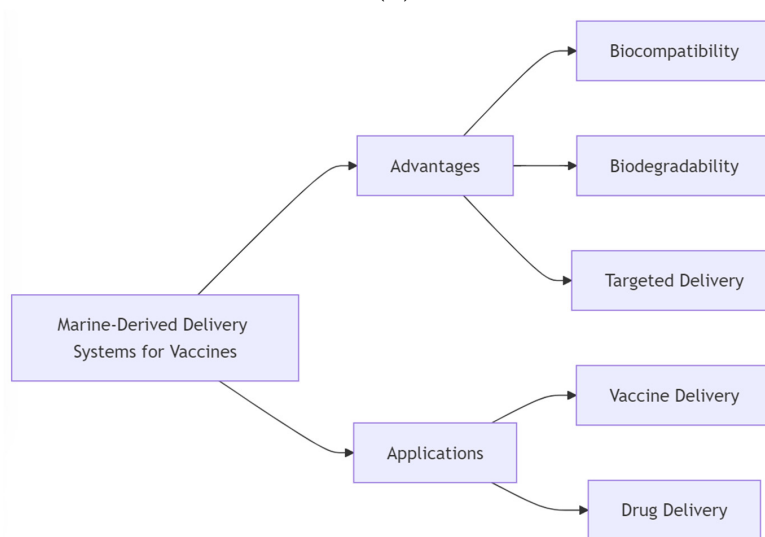 Biocompatibility
Advantages
Biodegradability
Targeted Delivery
Marine-Derived Delivery
Systems for Vaccines
Vaccine Delivery
Applications
Drug Delivery